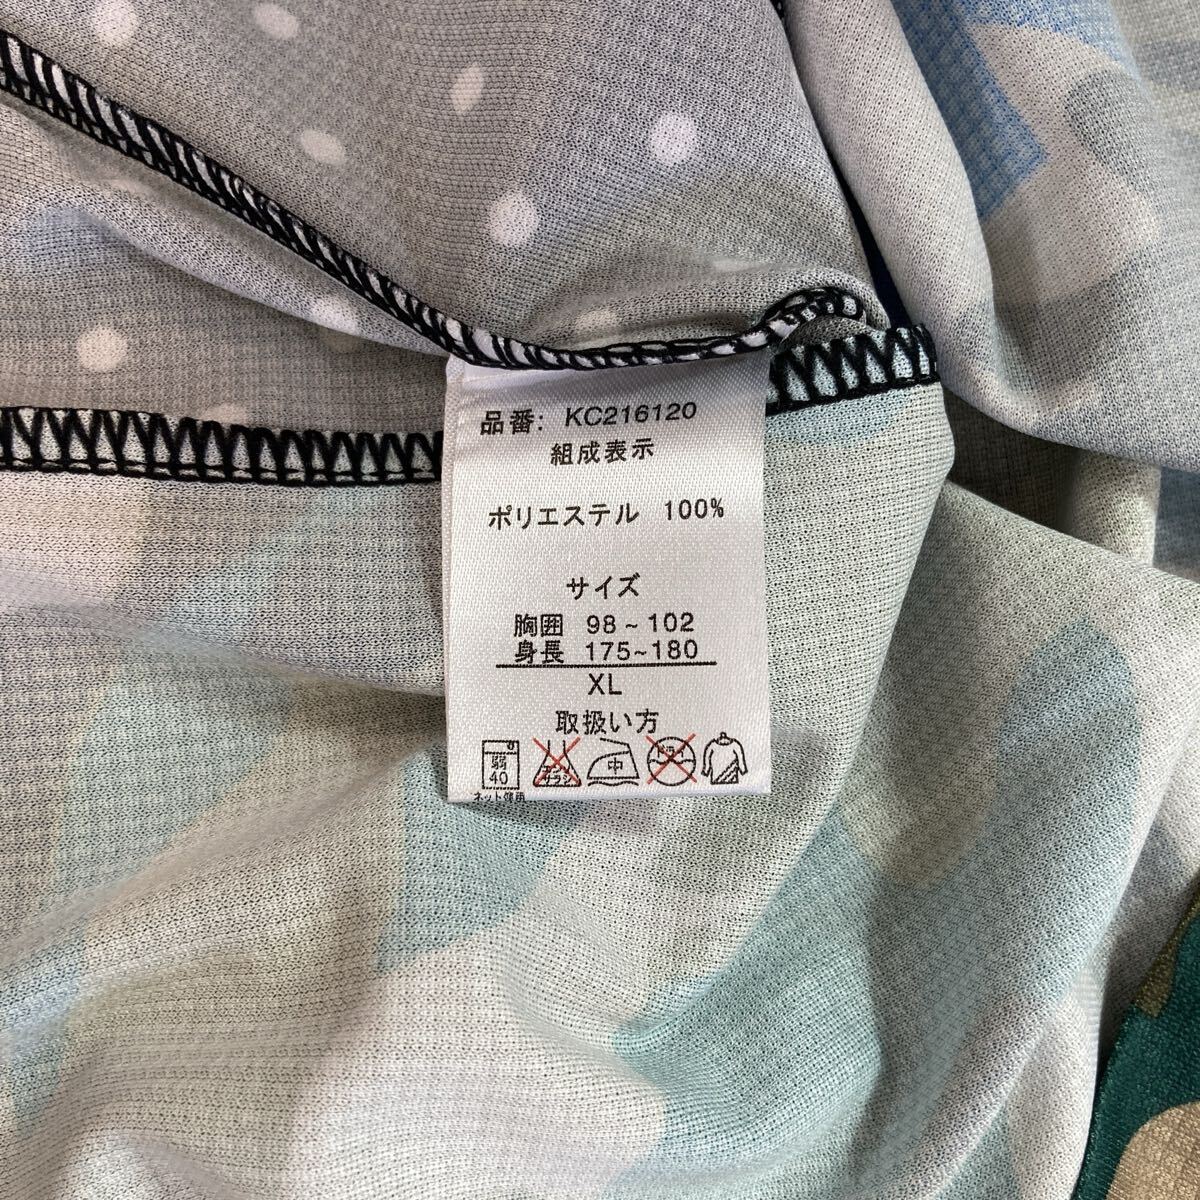 品番: KC216120
組成表示
ポリエステル 100%
サイズ
胸囲 98~102
身長 175~180
XL
取扱い方
弱
40
中
ネット使用